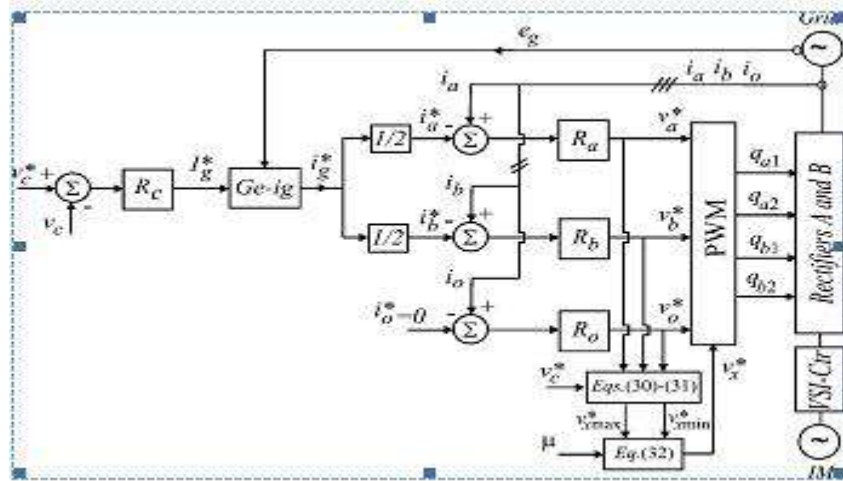 Grid
e_g
i_a i_b i_o
i_a
+
i_a^*
-
1/2
Σ
R_a
v_a^*
v_c^* +
Σ
-
v_c
R_c
I_g^*
Ge-ig
i_g^*
i_b
+
i_b^*
-
1/2
Σ
R_b
v_b^*
i_o
+
-
i_o^*=0
Σ
R_o
v_o^*
PWM
q_a1
q_a2
q_b1
q_b2
Rectifiers A and B
VSI-Ctr
IM
v_c^*
Eqs.(30)-(31)
v_x^*
v_xmax^*
v_xmin^*
μ
Eq.(32)